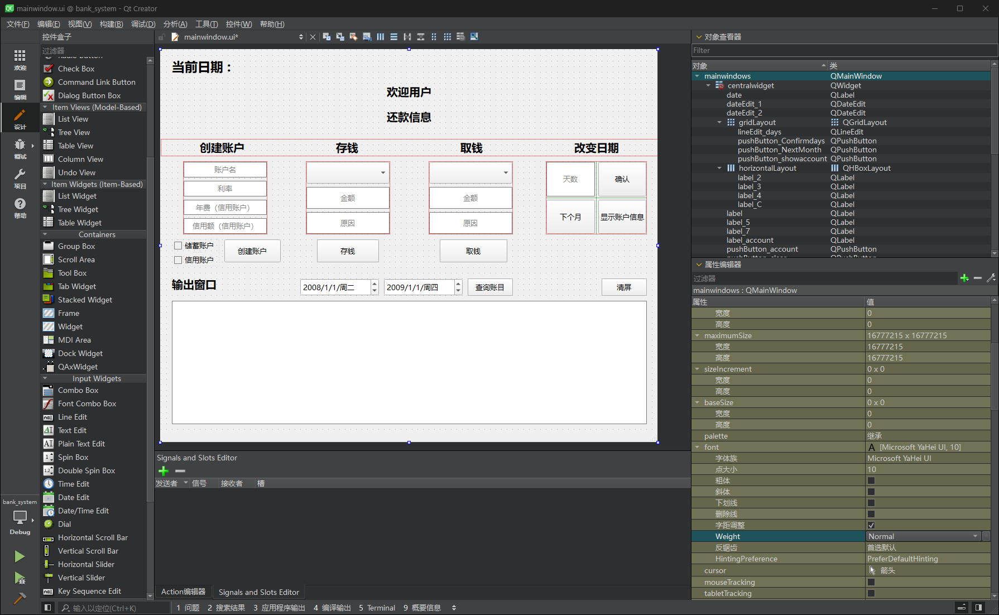 mainwindow.ui @ bank_system - Qt Creator
文件(F) 编辑(E) 视图(V) 构建(B) 调试(D) 分析(A) 工具(T) 控件(W) 帮助(H)
欢迎
编辑
设计
调试
项目
帮助
bank_system
Debug
控件盒子
过滤器
Radio Button
Check Box
Command Link Button
Dialog Button Box
Item Views (Model-Based)
List View
Tree View
Table View
Column View
Undo View
Item Widgets (Item-Based)
List Widget
Tree Widget
Table Widget
Containers
Group Box
Scroll Area
Tool Box
Tab Widget
Stacked Widget
Frame
Widget
MDI Area
Dock Widget
QAxWidget
Input Widgets
Combo Box
Font Combo Box
Line Edit
Text Edit
Plain Text Edit
Spin Box
Double Spin Box
Time Edit
Date Edit
Date/Time Edit
Dial
Horizontal Scroll Bar
Vertical Scroll Bar
Horizontal Slider
Vertical Slider
Key Sequence Edit
mainwindow.ui*
当前日期：
欢迎用户
还款信息
创建账户 存钱 取钱 改变日期
账户名
利率
年费（信用账户）
信用额（信用账户）
金额
原因
金额
原因
天数 确认
下个月 显示账户信息
储蓄账户
信用账户
创建账户 存钱 取钱
输出窗口 2008/1/1/周二 2009/1/1/周四 查询账目 清屏
Signals and Slots Editor
发送者 信号 接收者 槽
Action编辑器 Signals and Slots Editor
对象查看器
Filter
对象 类
mainwindows QMainWindow
centralwidget QWidget
date QLabel
dateEdit_1 QDateEdit
dateEdit_2 QDateEdit
gridLayout QGridLayout
lineEdit_days QLineEdit
pushButton_Confirmdays QPushButton
pushButton_NextMonth QPushButton
pushButton_showaccount QPushButton
horizontalLayout QHBoxLayout
label_2 QLabel
label_3 QLabel
label_4 QLabel
label_C QLabel
label QLabel
label_5 QLabel
label_7 QLabel
label_account QLabel
pushButton_account QPushButton
属性编辑器
过滤器
mainwindows : QMainWindow
属性 值
宽度 0
高度 0
maximumSize 16777215 x 16777215
宽度 16777215
高度 16777215
sizeIncrement 0 x 0
宽度 0
高度 0
baseSize 0 x 0
宽度 0
高度 0
palette 继承
font A [Microsoft YaHei UI, 10]
字体族 Microsoft YaHei UI
点大小 10
粗体
斜体
下划线
删除线
字距调整
Weight Normal
反锯齿 首选默认
HintingPreference PreferDefaultHinting
cursor 箭头
mouseTracking
tabletTracking
输入以定位(Ctrl+K) 1 问题 2 搜索结果 3 应用程序输出 4 编译输出 5 Terminal 9 概要信息